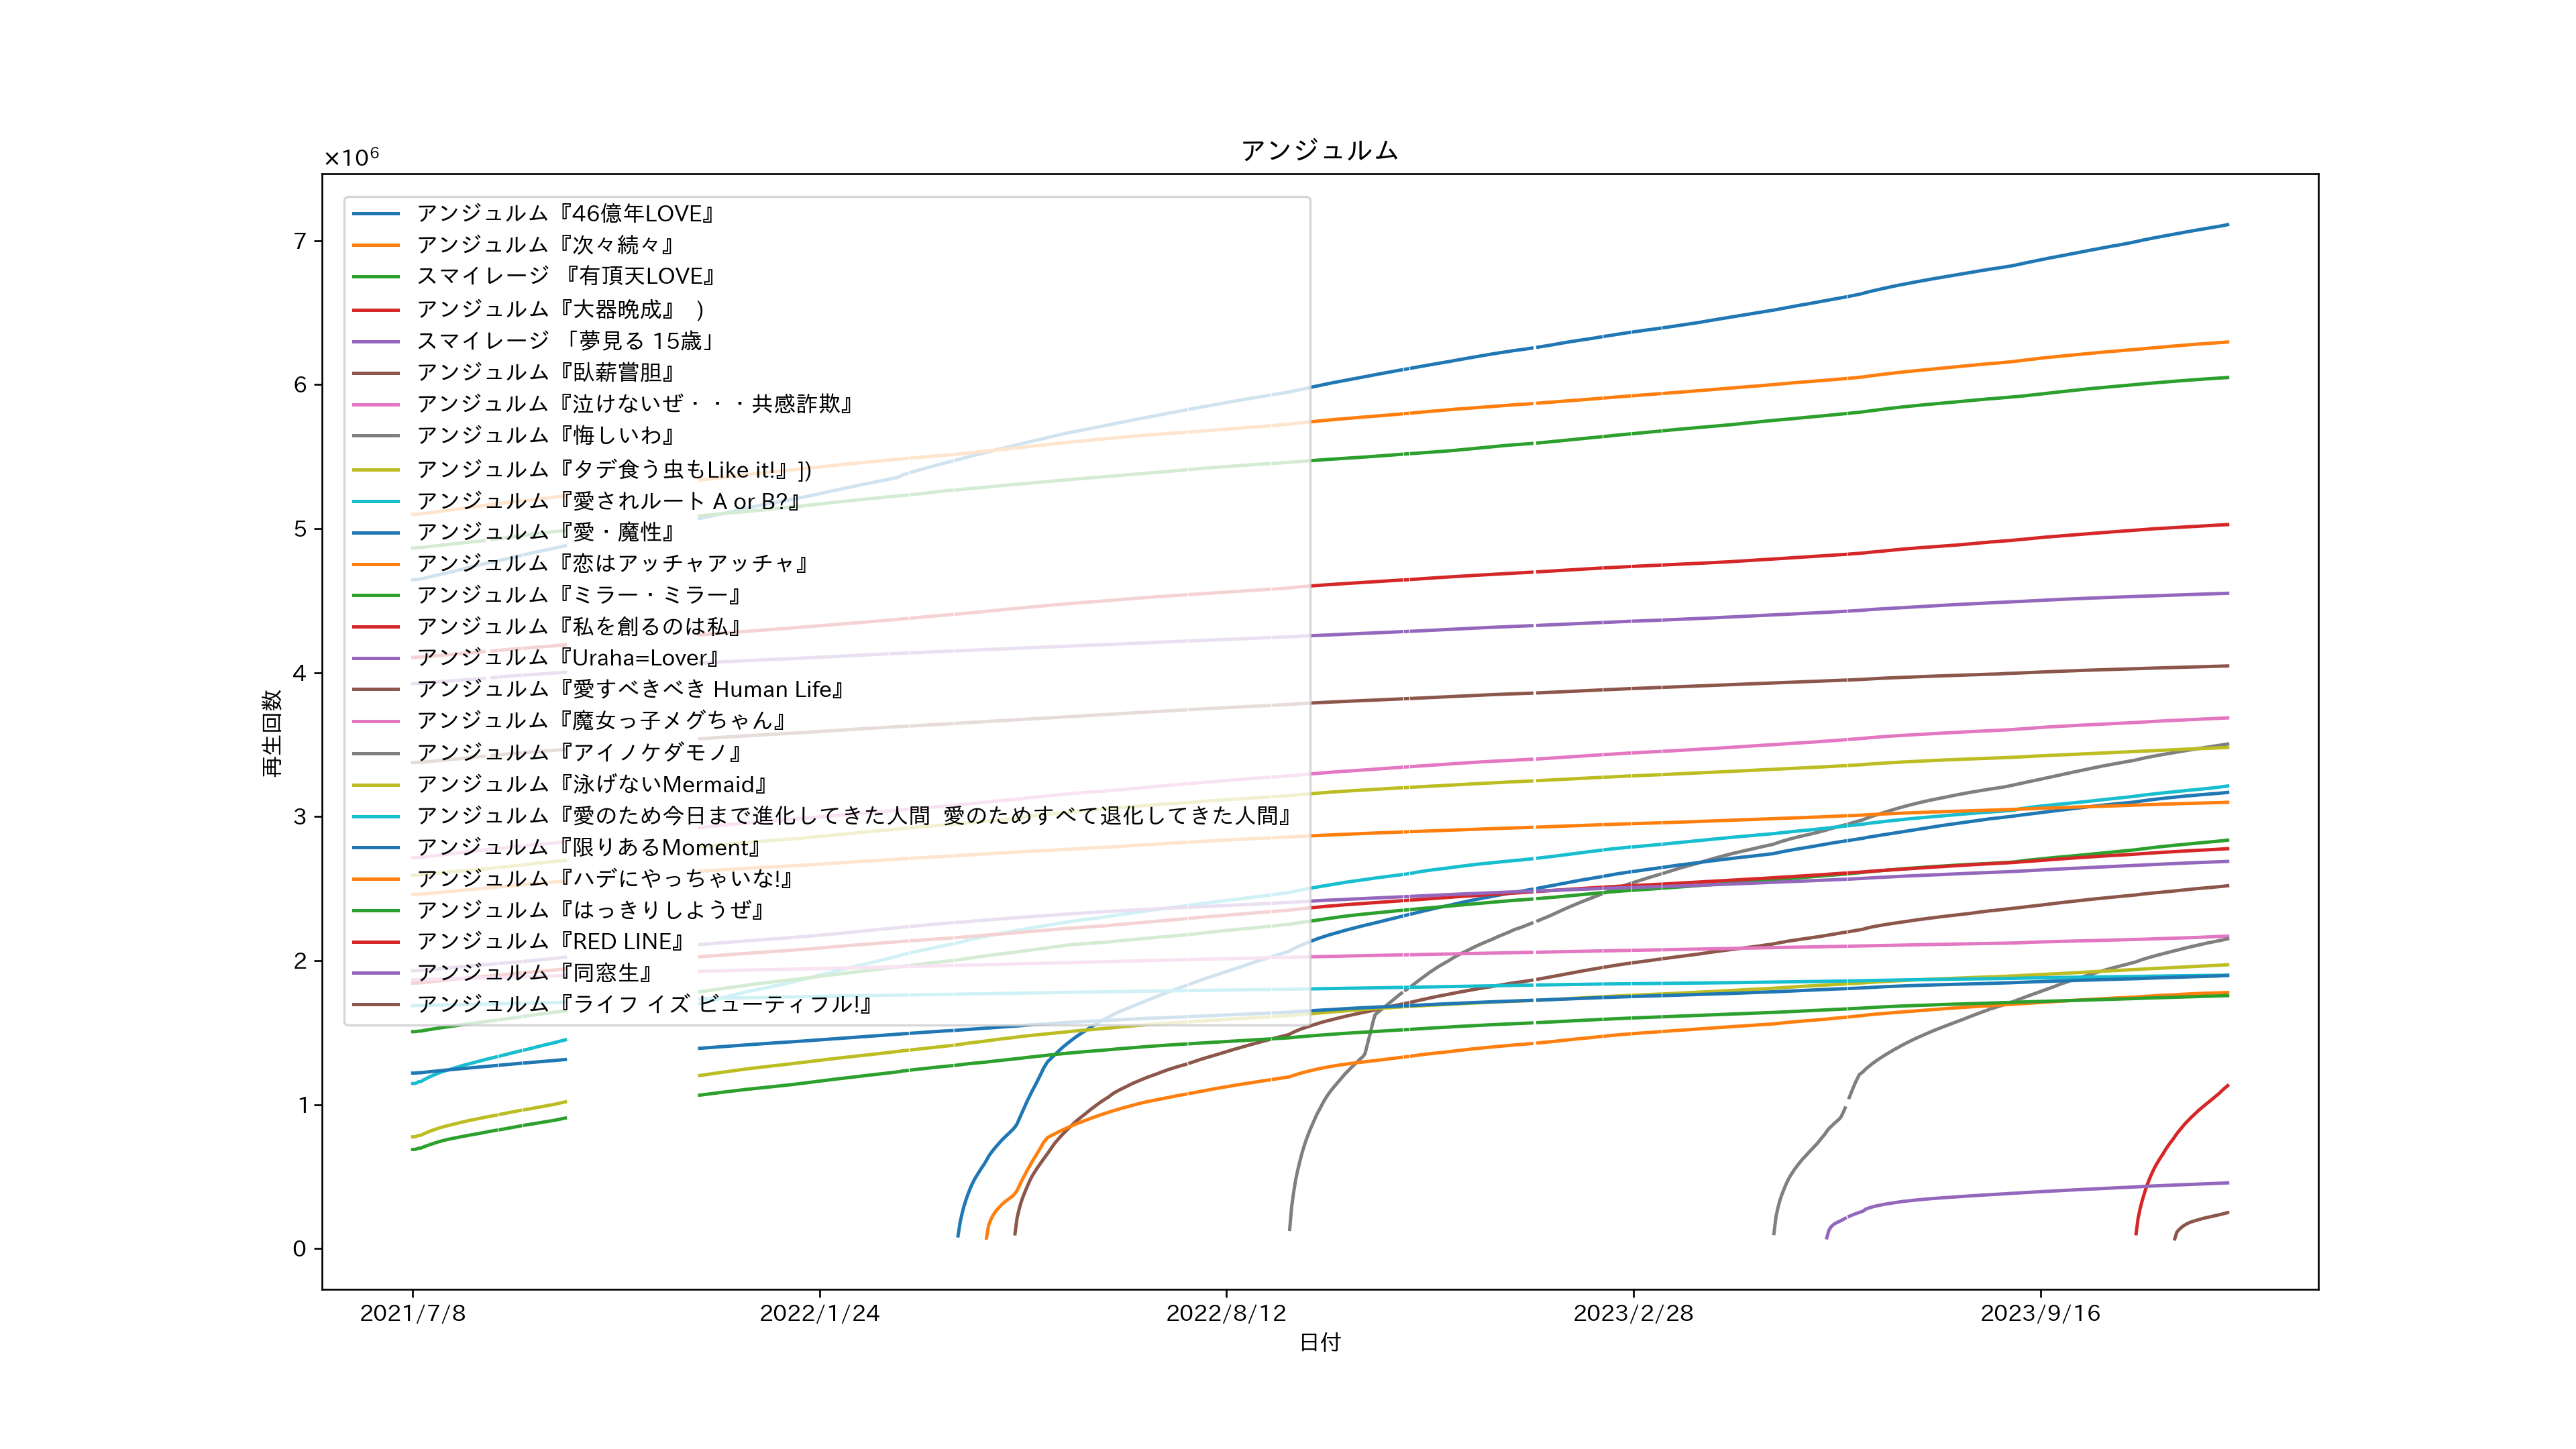 アンジュルム
×10⁶
アンジュルム『46億年LOVE』
アンジュルム『次々続々』
スマイレージ 『有頂天LOVE』
アンジュルム『大器晩成』 )
スマイレージ 「夢見る 15歳」
アンジュルム『臥薪嘗胆』
アンジュルム『泣けないぜ・・・共感詐欺』
アンジュルム『悔しいわ』
アンジュルム『タデ食う虫もLike it!』])
アンジュルム『愛されルート A or B?』
アンジュルム『愛・魔性』
アンジュルム『恋はアッチャアッチャ』
アンジュルム『ミラー・ミラー』
アンジュルム『私を創るのは私』
アンジュルム『Uraha=Lover』
アンジュルム『愛すべきべき Human Life』
アンジュルム『魔女っ子メグちゃん』
アンジュルム『アイノケダモノ』
アンジュルム『泳げないMermaid』
アンジュルム『愛のため今日まで進化してきた人間 愛のためすべて退化してきた人間』
アンジュルム『限りあるMoment』
アンジュルム『ハデにやっちゃいな!』
アンジュルム『はっきりしようぜ』
アンジュルム『RED LINE』
アンジュルム『同窓生』
アンジュルム『ライフ イズ ビューティフル!』
7
6
5
4
3
2
1
0
再生回数
2021/7/8 2022/1/24 2022/8/12 2023/2/28 2023/9/16
日付